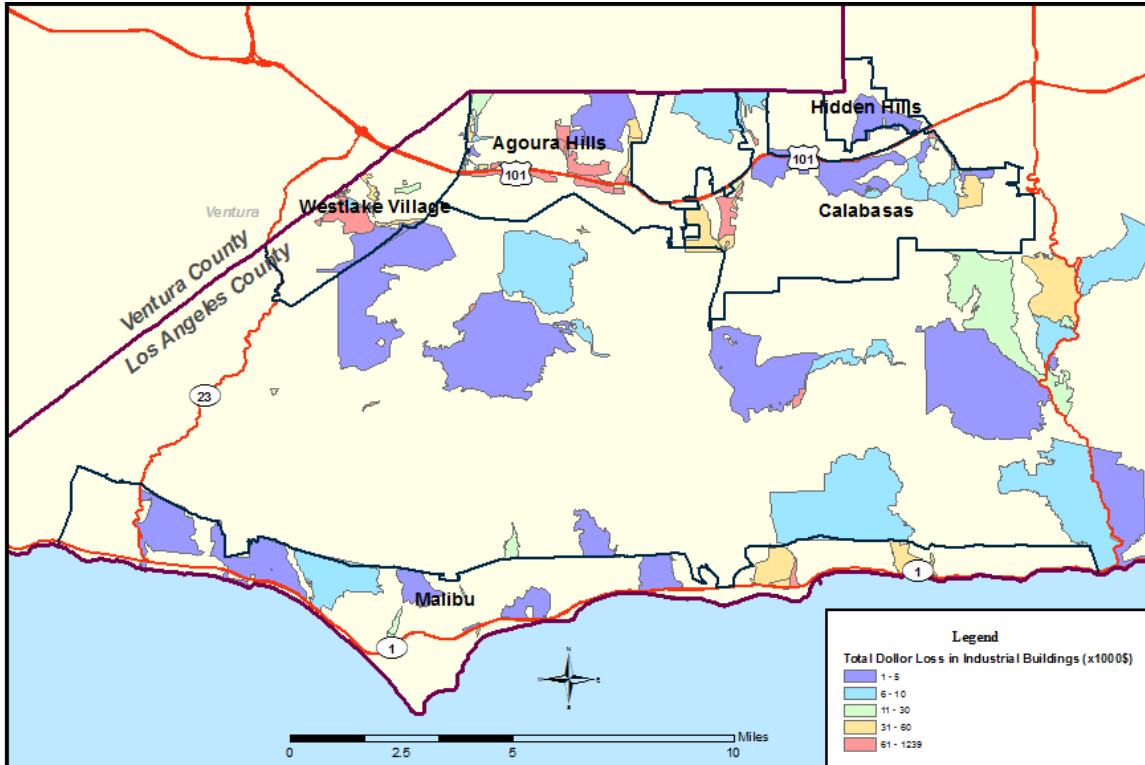 Hidden Hills
Agoura Hills
101
101
Westlake Village
Ventura
Calabasas
Ventura County
Los Angeles County
23
Malibu
1
1
N
W
E
S
0
2.5
5
10
Miles
Legend
Total Dollor Loss in Industrial Buildings (x1000$)
1 - 5
6 - 10
11 - 30
31 - 60
61 - 1239